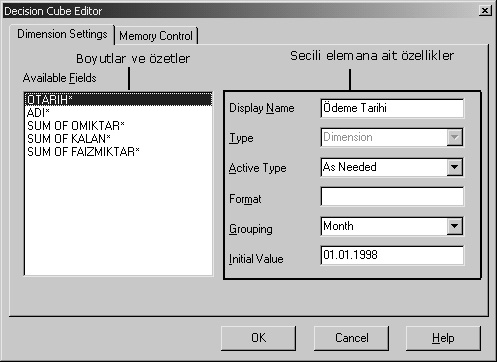 Decision Cube Editor
Dimension Settings
Memory Control
Boyutlar ve özetler
Secili elemana ait özellikler
Available Fields
ÖTARIH*
ADI*
SUM OF OMIKTAR*
SUM OF KALAN*
SUM OF FAIZMIKTAR*
Display Name
Ödeme Tarihi
Type
Dimension
Active Type
As Needed
Format
Grouping
Month
Initial Value
01.01.1998
OK
Cancel
Help